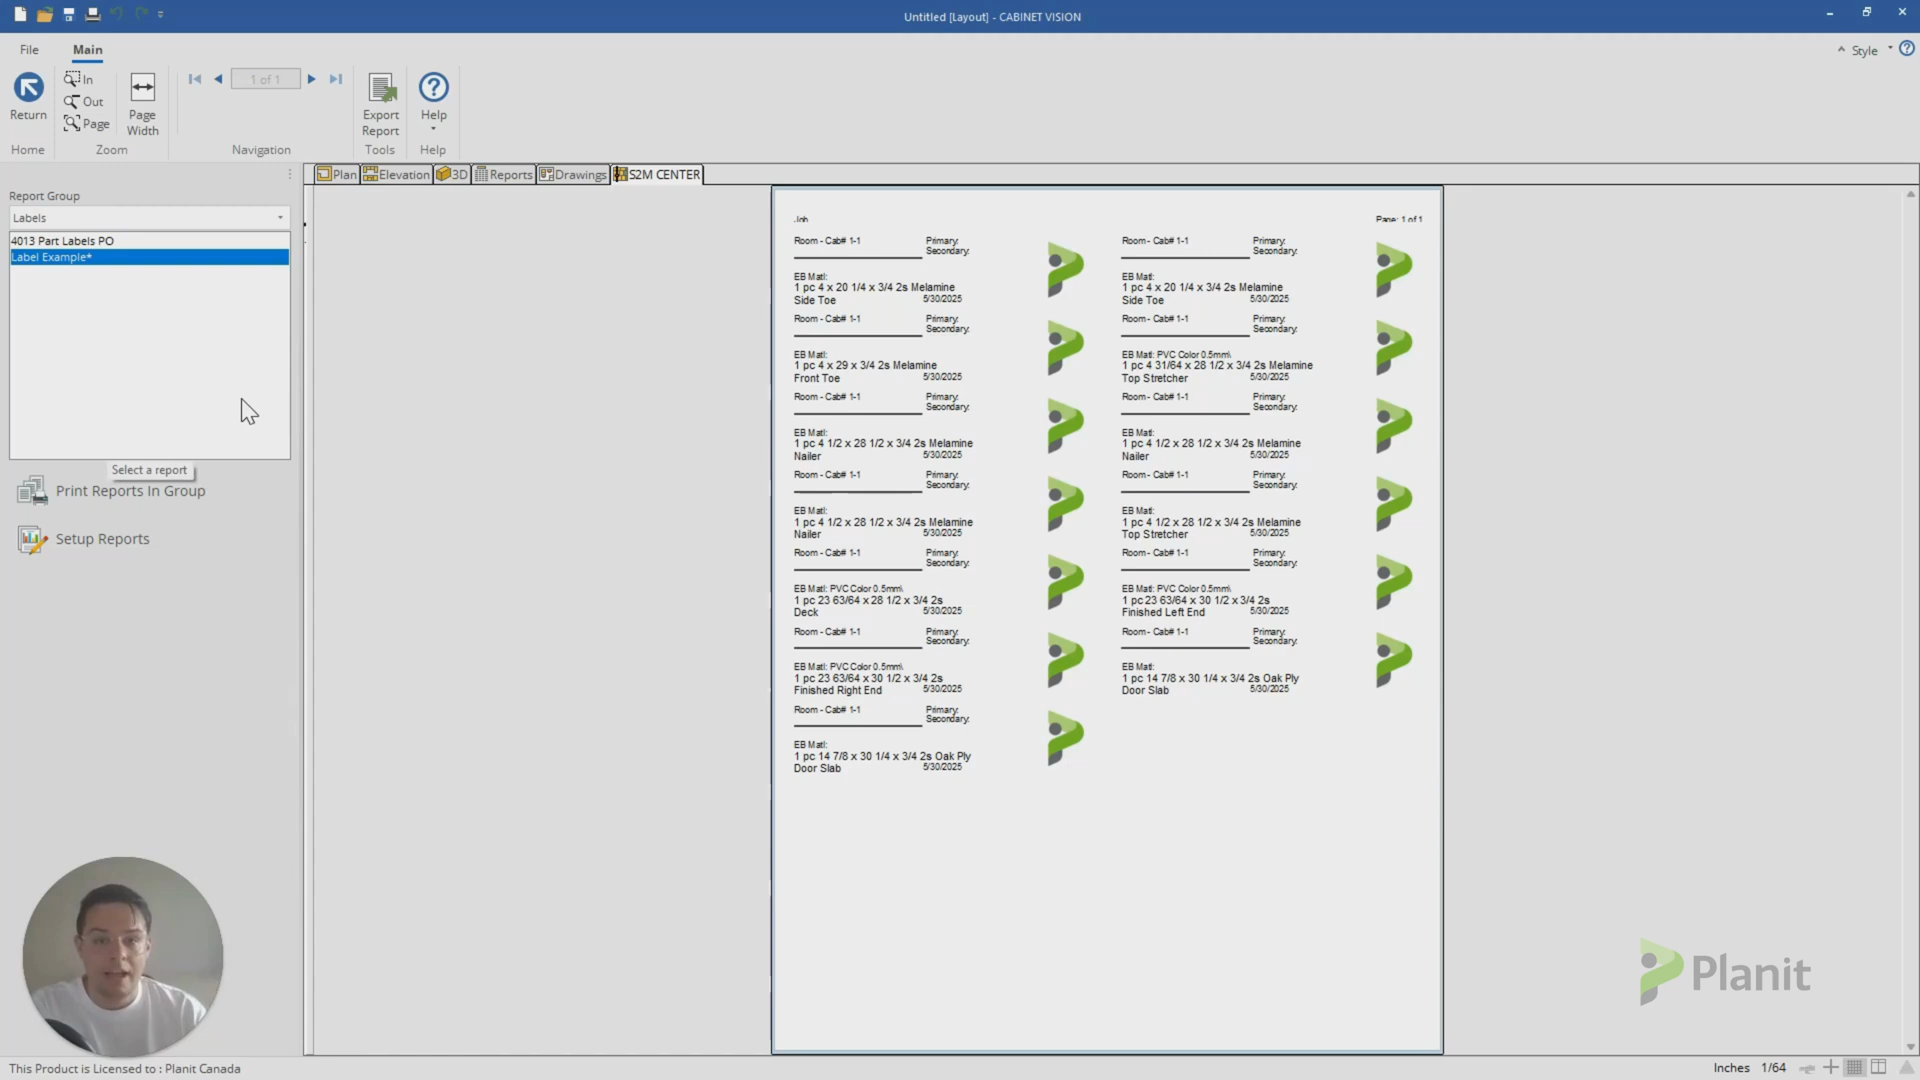 Untitled [Layout] - CABINET VISION
File
Main
Style
In
Out
Page
Return
Page
Width
1 of 1
Export
Report
Help
Home
Zoom
Navigation
Tools
Help
Plan
Elevation
3D
Reports
Drawings
S2M CENTER
Report Group
Labels
4013 Part Labels PO
Label Example*
Select a report
Print Reports In Group
Setup Reports
Job
Page: 1 of 1
Room - Cab# 1-1
Primary:
Secondary:
EB Matl:
1 pc 4 x 20 1/4 x 3/4 2s Melamine
Side Toe 5/30/2025
Room - Cab# 1-1
Primary:
Secondary:
EB Matl:
1 pc 4 x 20 1/4 x 3/4 2s Melamine
Side Toe 5/30/2025
Room - Cab# 1-1
Primary:
Secondary:
EB Matl:
1 pc 4 x 29 x 3/4 2s Melamine
Front Toe 5/30/2025
Room - Cab# 1-1
Primary:
Secondary:
EB Matl: PVC Color 0.5mm\
1 pc 4 31/64 x 28 1/2 x 3/4 2s Melamine
Top Stretcher 5/30/2025
Room - Cab# 1-1
Primary:
Secondary:
EB Matl:
1 pc 4 1/2 x 28 1/2 x 3/4 2s Melamine
Nailer 5/30/2025
Room - Cab# 1-1
Primary:
Secondary:
EB Matl:
1 pc 4 1/2 x 28 1/2 x 3/4 2s Melamine
Nailer 5/30/2025
Room - Cab# 1-1
Primary:
Secondary:
EB Matl:
1 pc 4 1/2 x 28 1/2 x 3/4 2s Melamine
Nailer 5/30/2025
Room - Cab# 1-1
Primary:
Secondary:
EB Matl:
1 pc 4 1/2 x 28 1/2 x 3/4 2s Melamine
Top Stretcher 5/30/2025
Room - Cab# 1-1
Primary:
Secondary:
EB Matl: PVC Color 0.5mm\
1 pc 23 63/64 x 28 1/2 x 3/4 2s
Deck 5/30/2025
Room - Cab# 1-1
Primary:
Secondary:
EB Matl: PVC Color 0.5mm\
1 pc 23 63/64 x 30 1/2 x 3/4 2s
Finished Left End 5/30/2025
Room - Cab# 1-1
Primary:
Secondary:
EB Matl: PVC Color 0.5mm\
1 pc 23 63/64 x 30 1/2 x 3/4 2s
Finished Right End 5/30/2025
Room - Cab# 1-1
Primary:
Secondary:
EB Matl:
1 pc 14 7/8 x 30 1/4 x 3/4 2s Oak Ply
Door Slab 5/30/2025
Room - Cab# 1-1
Primary:
Secondary:
EB Matl:
1 pc 14 7/8 x 30 1/4 x 3/4 2s Oak Ply
Door Slab 5/30/2025
Planit
This Product is Licensed to : Planit Canada
Inches 1/64